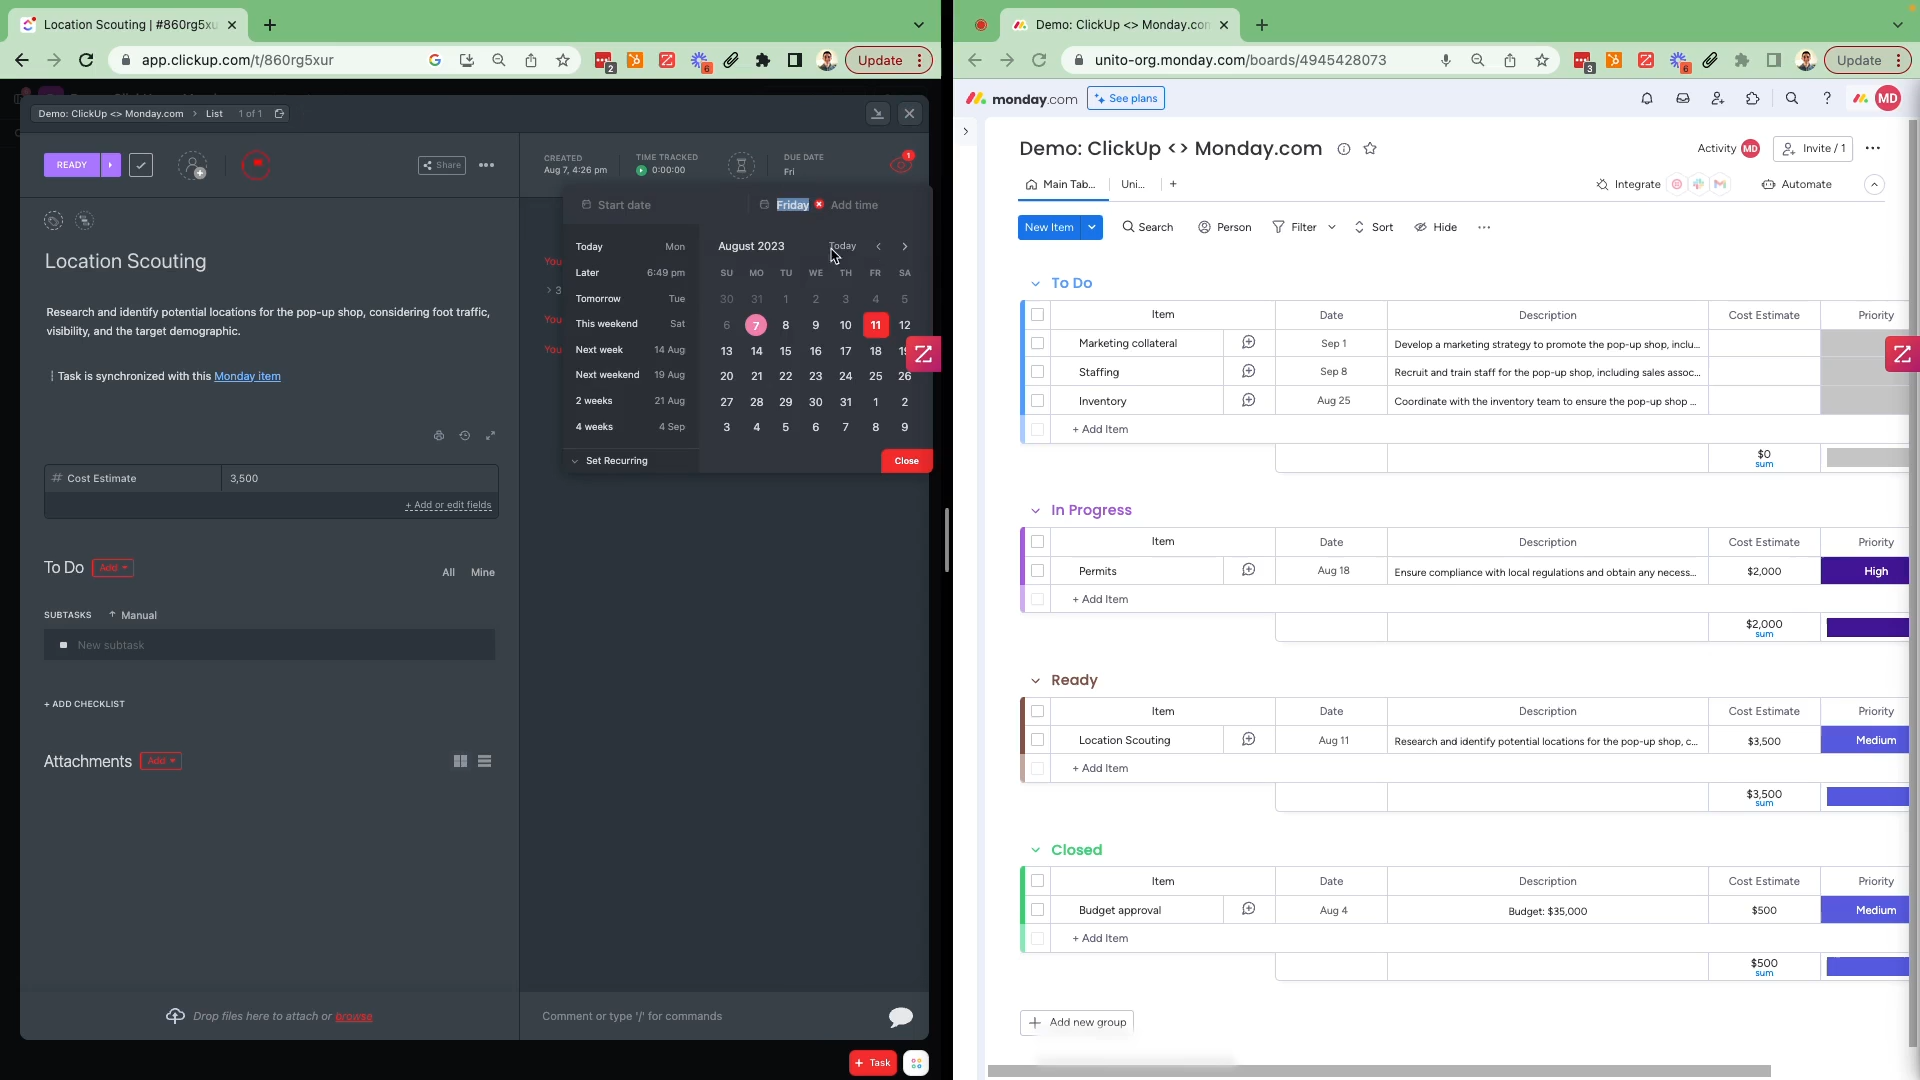 Location Scouting | #860rg5xu
app.clickup.com/t/860rg5xur
Update
2
6
Demo: ClickUp <> Monday.com > List 1 of 1
READY
Share
CREATED
Aug 7, 4:26 pm
TIME TRACKED
0:00:00
DUE DATE
Fri
1
Location Scouting
Research and identify potential locations for the pop-up shop, considering foot traffic,
visibility, and the target demographic.
Task is synchronized with this Monday item
# Cost Estimate 3,500
+ Add or edit fields
To Do Add
All Mine
SUBTASKS Manual
New subtask
+ ADD CHECKLIST
Attachments Add
Drop files here to attach or browse
You
> 3
You
You
Start date Friday Add time
Today Mon
Later 6:49 pm
Tomorrow Tue
This weekend Sat
Next week 14 Aug
Next weekend 19 Aug
2 weeks 21 Aug
4 weeks 4 Sep
Set Recurring
August 2023 Today
SU MO TU WE TH FR SA
30 31 1 2 3 4 5
6 7 8 9 10 11 12
13 14 15 16 17 18
20 21 22 23 24 25 26
27 28 29 30 31 1 2
3 4 5 6 7 8 9
Close
Comment or type '/' for commands
+ Task
Demo: ClickUp <> Monday.con
unito-org.monday.com/boards/4945428073
3
6
Update
monday.com See plans
MD
Demo: ClickUp <> Monday.com
Activity MD Invite / 1
Main Tab... Uni... +
Integrate Automate
New Item Search Person Filter Sort Hide
To Do
Item Date Description Cost Estimate Priority
Marketing collateral Sep 1 Develop a marketing strategy to promote the pop-up shop, inclu...
Staffing Sep 8 Recruit and train staff for the pop-up shop, including sales assoc...
Inventory Aug 25 Coordinate with the inventory team to ensure the pop-up shop ...
+ Add Item
$0
sum
In Progress
Item Date Description Cost Estimate Priority
Permits Aug 18 Ensure compliance with local regulations and obtain any necess... $2,000 High
+ Add Item
$2,000
sum
Ready
Item Date Description Cost Estimate Priority
Location Scouting Aug 11 Research and identify potential locations for the pop-up shop, c... $3,500 Medium
+ Add Item
$3,500
sum
Closed
Item Date Description Cost Estimate Priority
Budget approval Aug 4 Budget: $35,000 $500 Medium
+ Add Item
$500
sum
+ Add new group